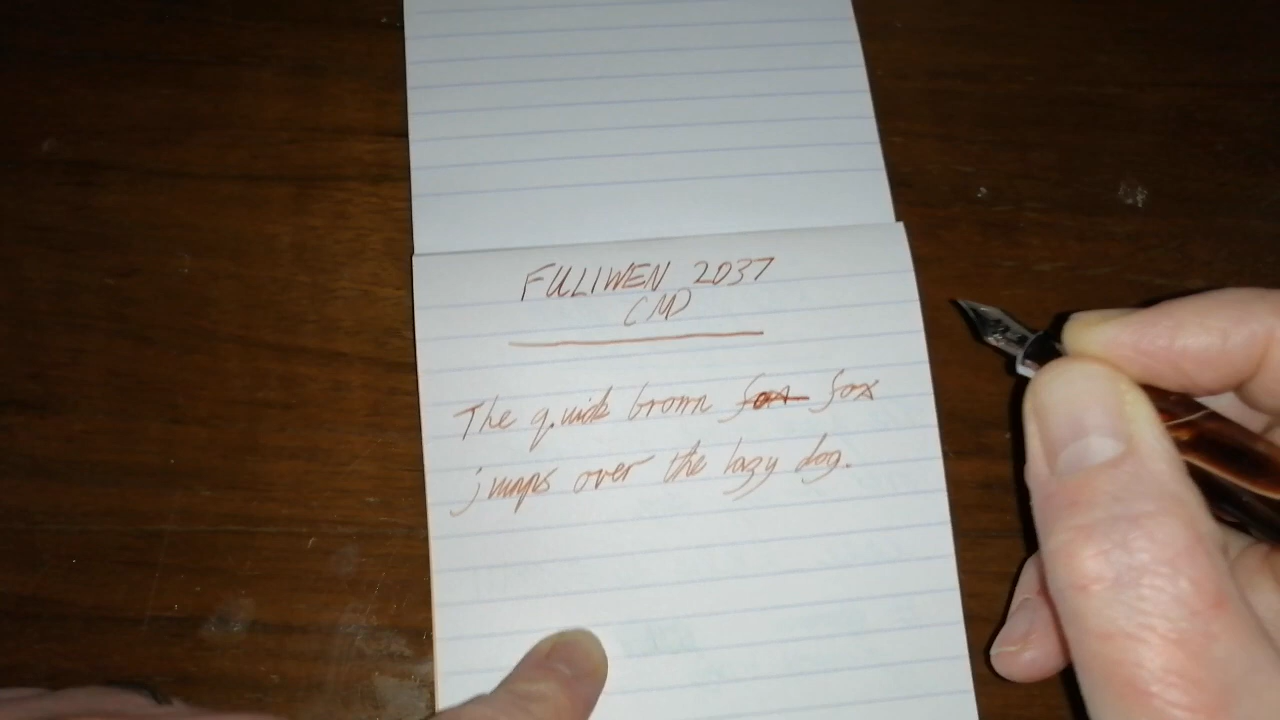 FULIWEN 2037
(M)
The quick brown fox fox
jumps over the lazy dog.